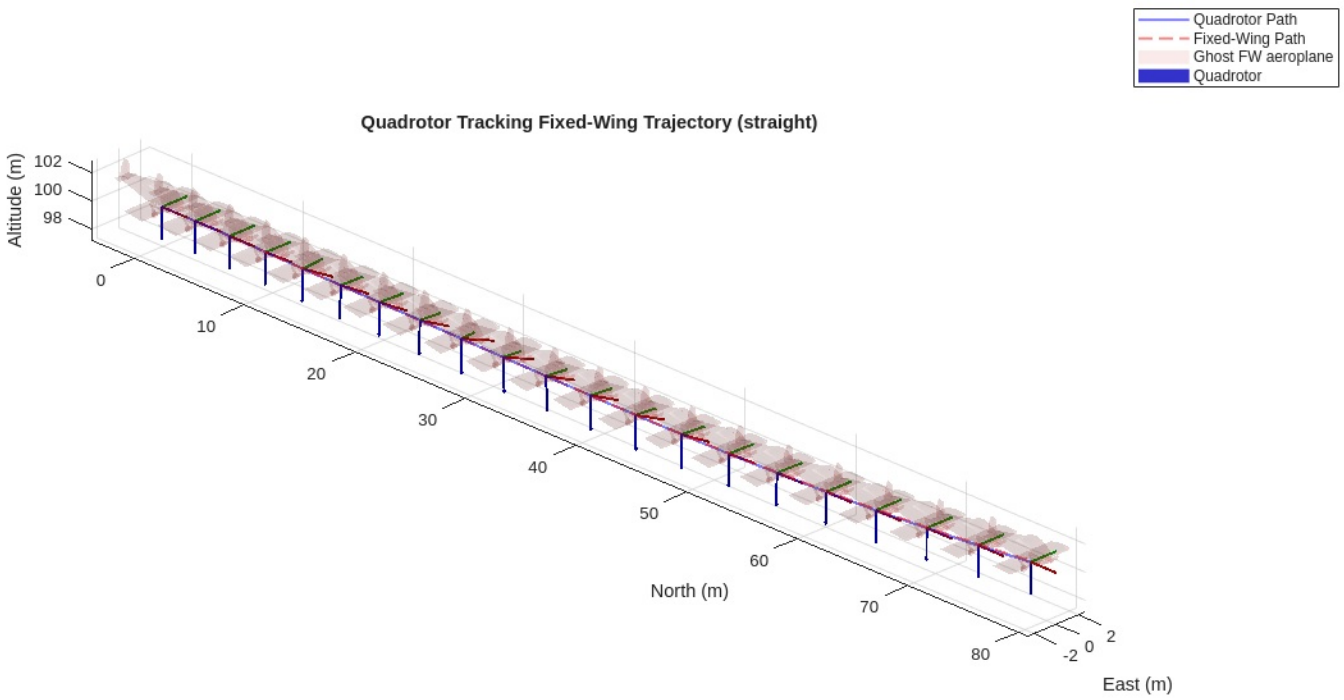 Quadrotor Path
Fixed-Wing Path
Ghost FW aeroplane
Quadrotor
Quadrotor Tracking Fixed-Wing Trajectory (straight)
Altitude (m)
102
100
98
0
10
20
30
40
50
60
70
80
North (m)
-2
0
2
East (m)